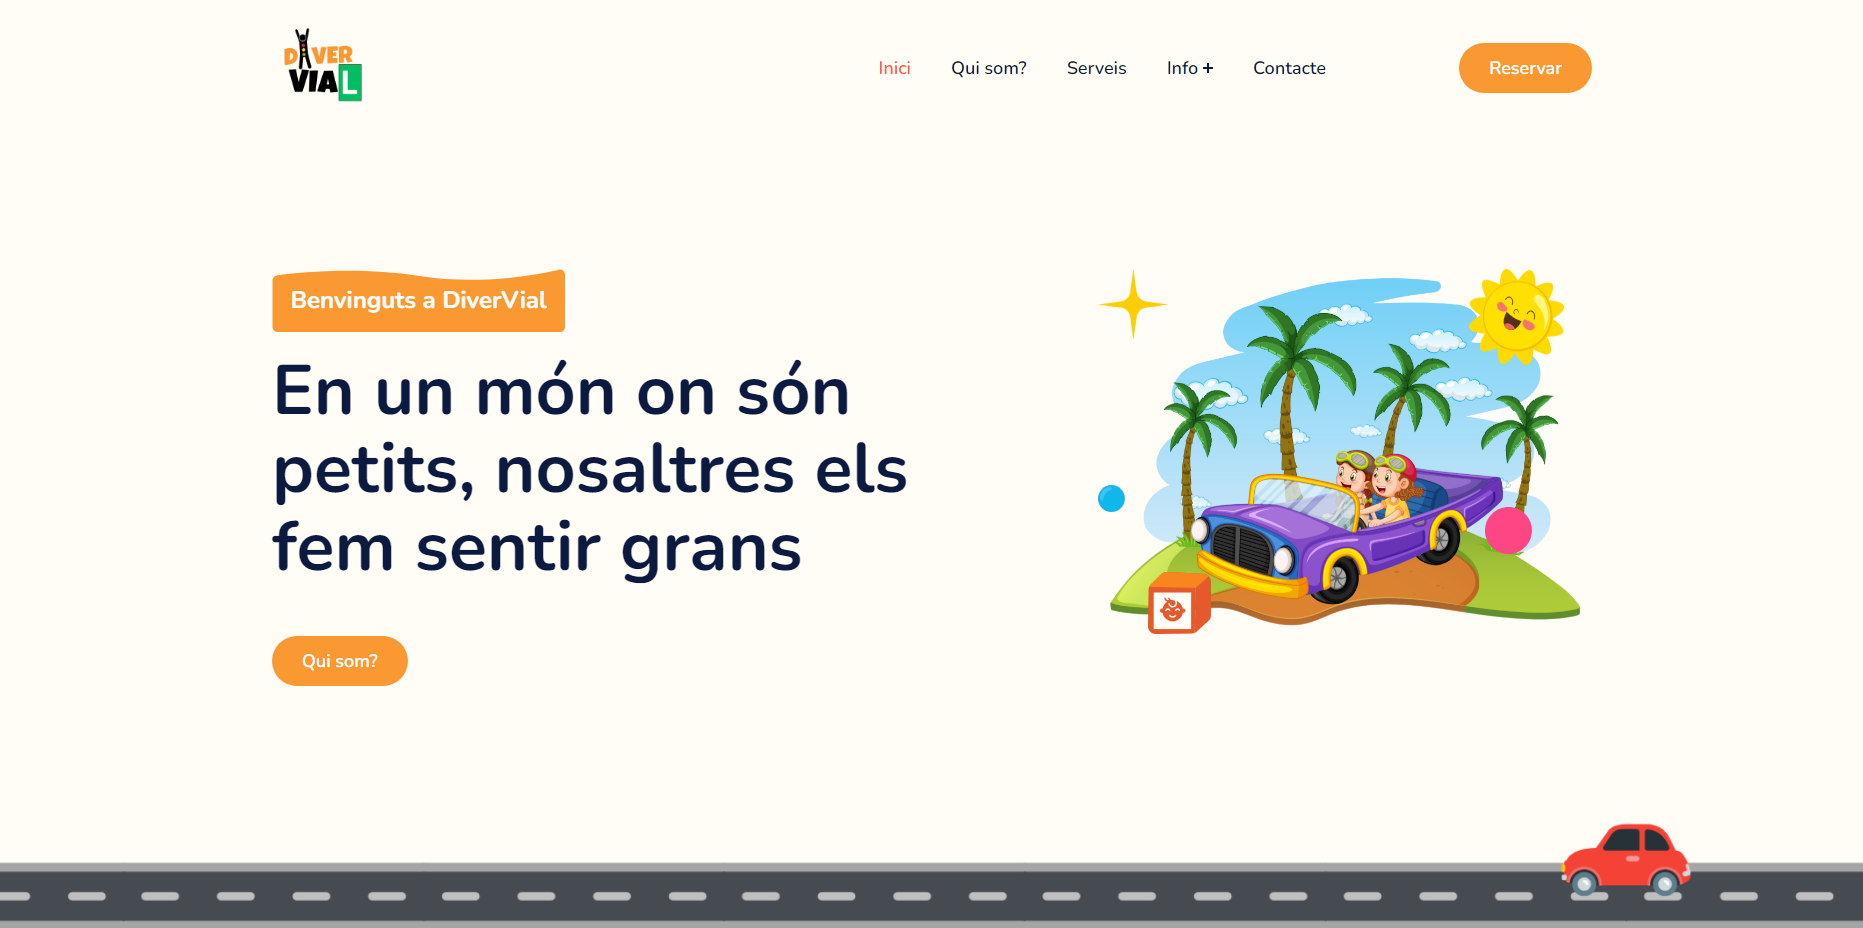 DIVER
VIAL
Inici
Qui som?
Serveis
Info +
Contacte
Reservar
Benvinguts a DiverVial
En un món on són
petits, nosaltres els
fem sentir grans
Qui som?